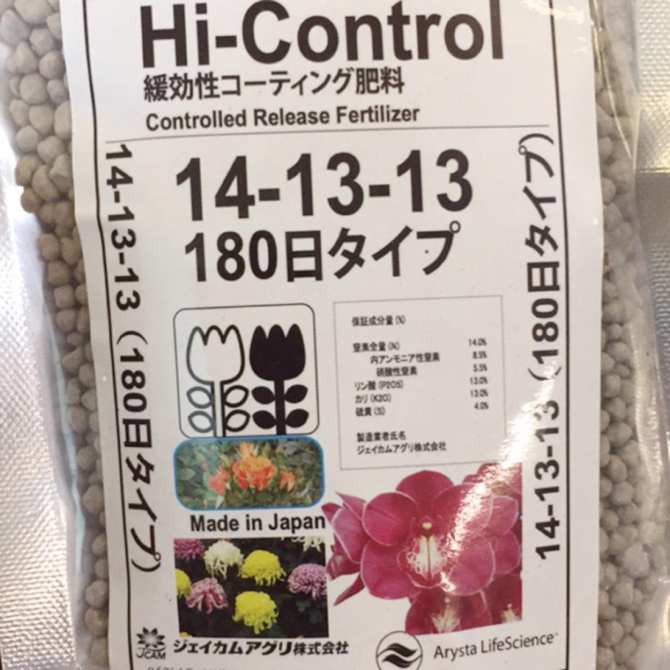 Hi-Control
緩効性コーティング肥料
Controlled Release Fertilizer
14-13-13
180日タイプ
14-13-13(180日タイプ)
14-13-13(180日タイプ)
保証成分量(%)
窒素全量(N) 14.0%
内アンモニア性窒素 8.5%
硝酸性窒素 5.5%
リン酸(P2O5) 13.0%
カリ(K2O) 13.0%
硫黄(S) 4.0%
製造業者氏名
ジェイカムアグリ株式会社
Made in Japan
JCAM
ジェイカムアグリ株式会社
Arysta LifeScience